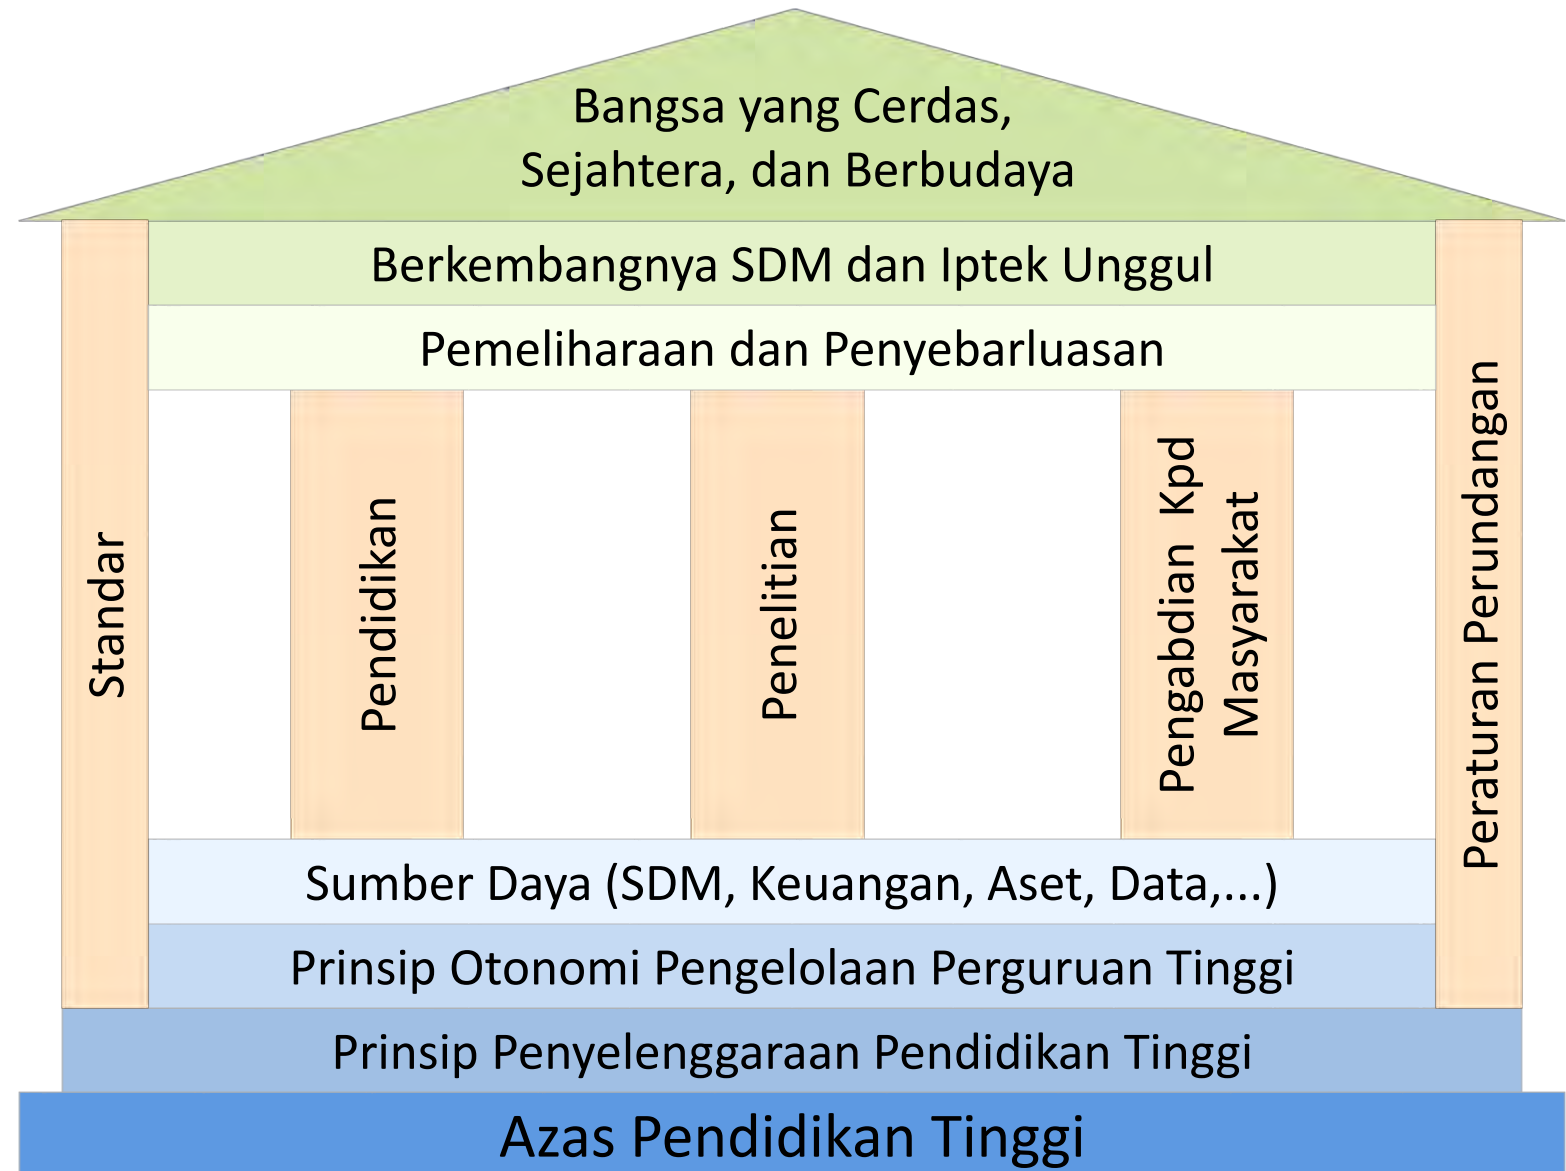 Bangsa yang Cerdas,
Sejahtera, dan Berbudaya
Berkembangnya SDM dan Iptek Unggul
Pemeliharaan dan Penyebarluasan
Standar
Pendidikan
Penelitian
Pengabdian Kpd
Masyarakat
Peraturan Perundangan
Sumber Daya (SDM, Keuangan, Aset, Data,...)
Prinsip Otonomi Pengelolaan Perguruan Tinggi
Prinsip Penyelenggaraan Pendidikan Tinggi
Azas Pendidikan Tinggi